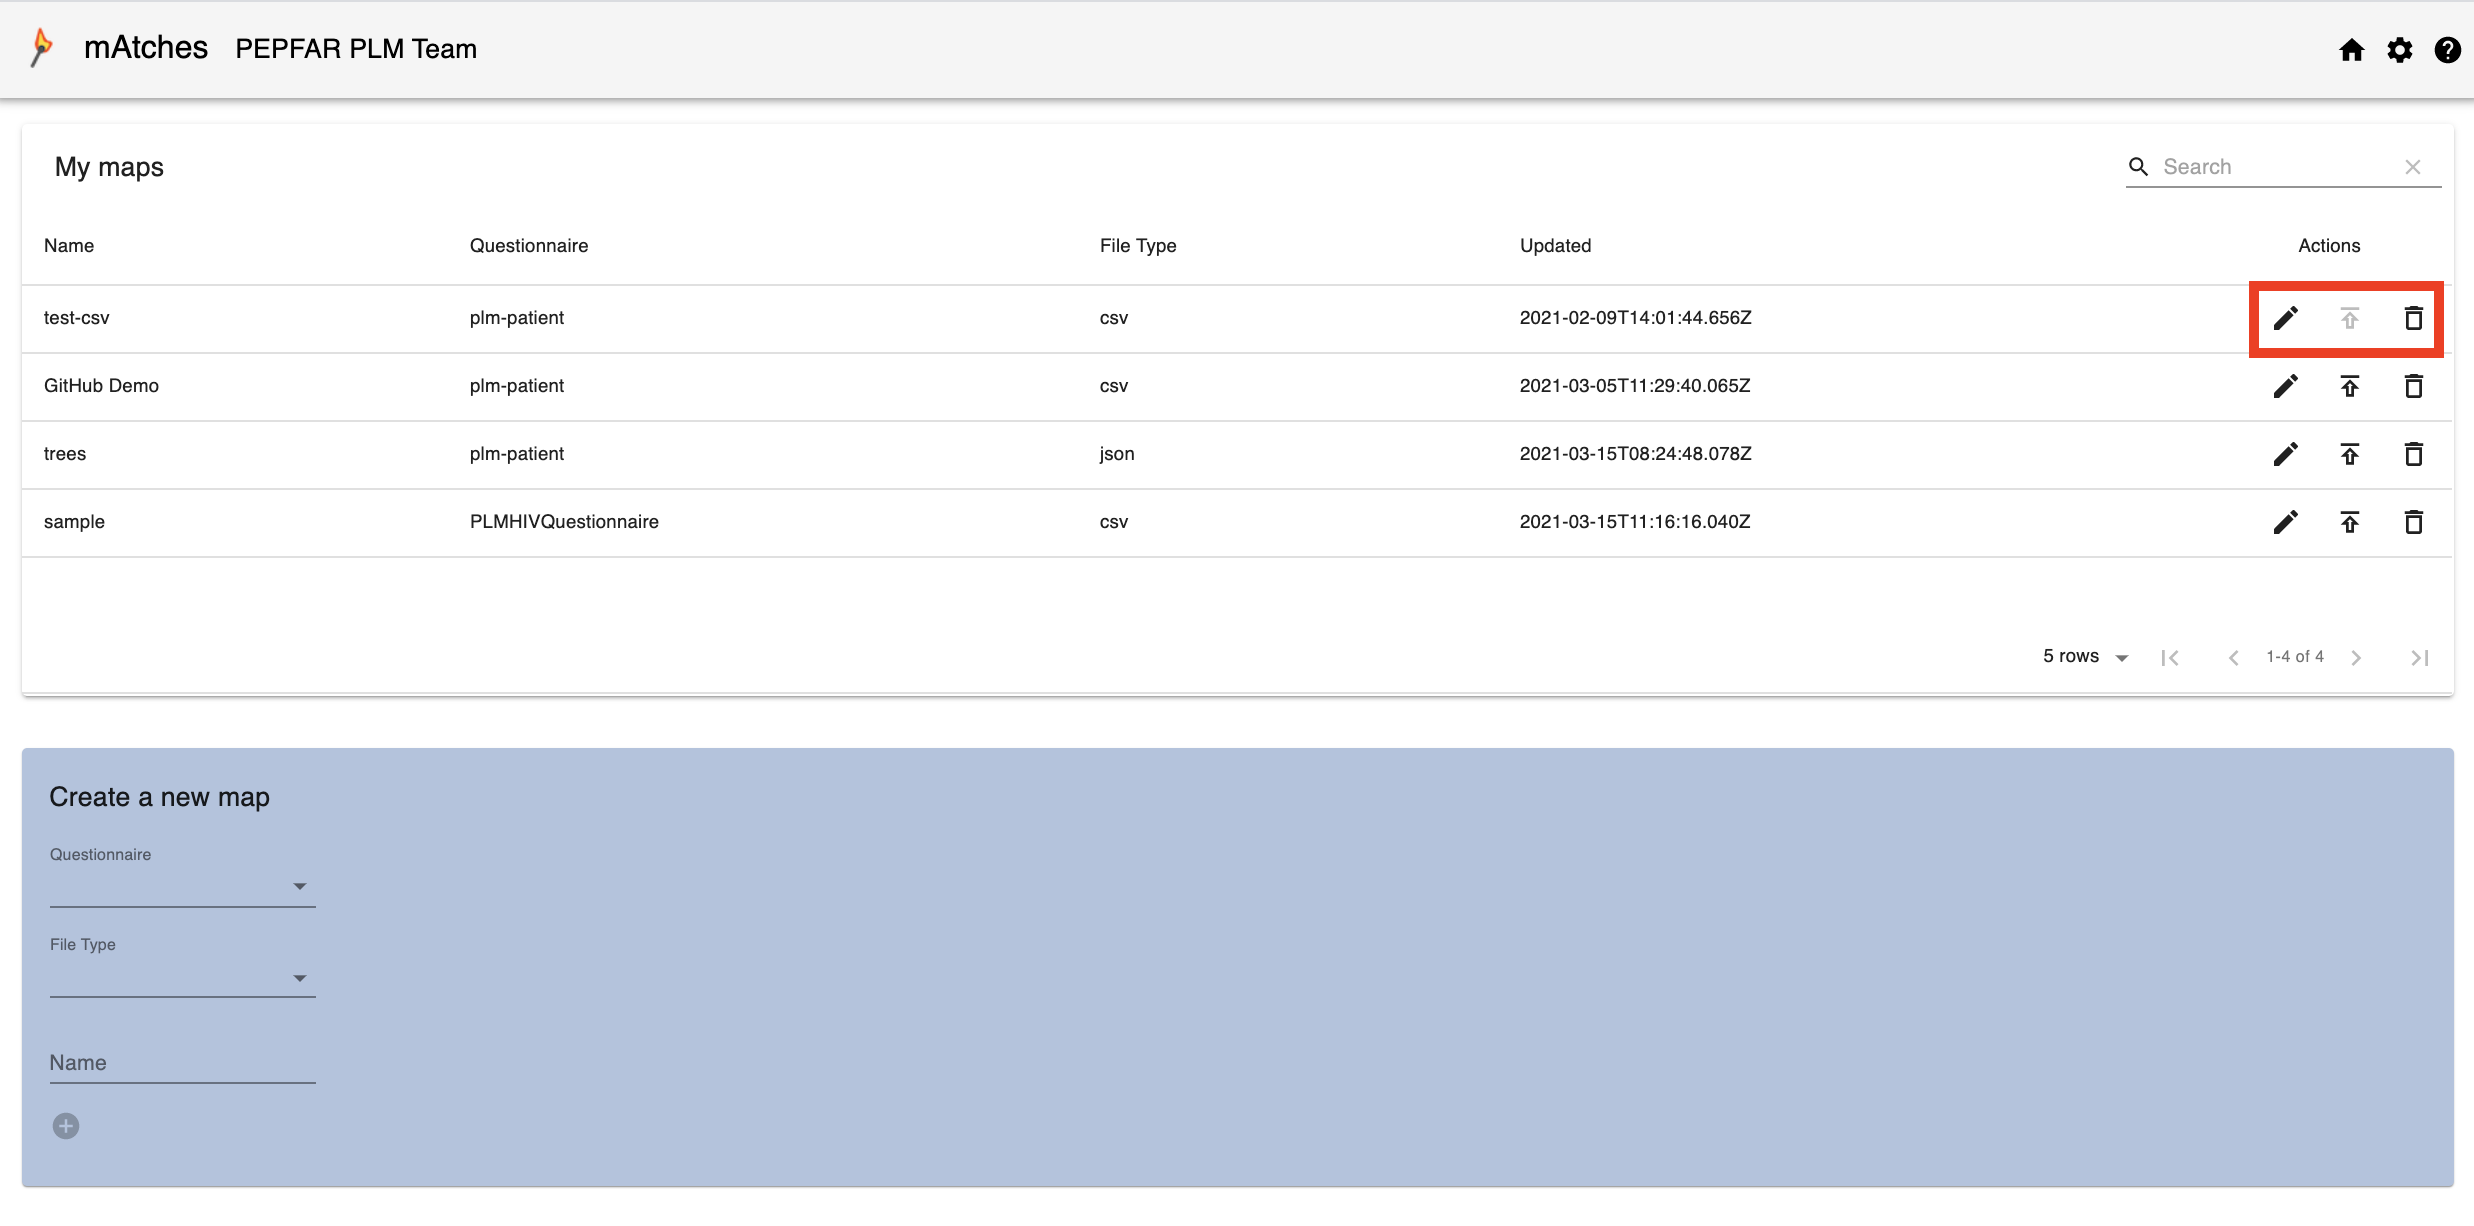 mAtches PEPFAR PLM Team
My maps
Search
Name Questionnaire File Type Updated Actions
test-csv plm-patient csv 2021-02-09T14:01:44.656Z
GitHub Demo plm-patient csv 2021-03-05T11:29:40.065Z
trees plm-patient json 2021-03-15T08:24:48.078Z
sample PLMHIVQuestionnaire csv 2021-03-15T11:16:16.040Z
5 rows 1-4 of 4
Create a new map
Questionnaire
File Type
Name